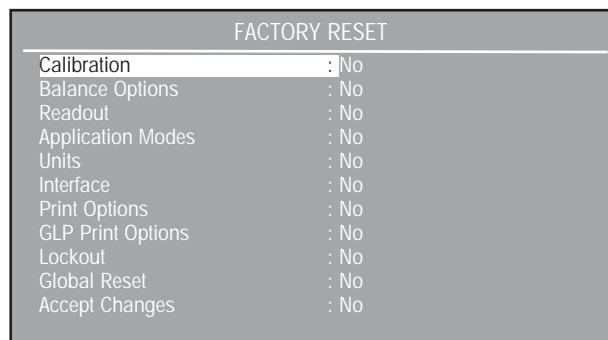 FACTORY RESET
Calibration : No
Balance Options : No
Readout : No
Application Modes : No
Units : No
Interface : No
Print Options : No
GLP Print Options : No
Lockout : No
Global Reset : No
Accept Changes : No